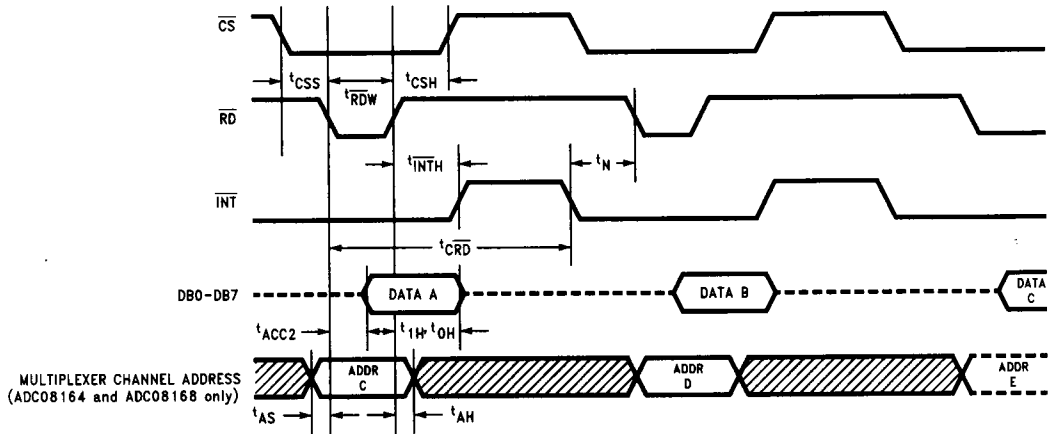 CS
tCSS tRDW tCSH
RD
tINTH tN
INT
tCRD
DB0-DB7 DATA A DATA B DATA C
tACC2 t1H, t0H
MULTIPLEXER CHANNEL ADDRESS
(ADC08164 and ADC08168 only)
ADDR C
ADDR D
ADDR E
tAS tAH